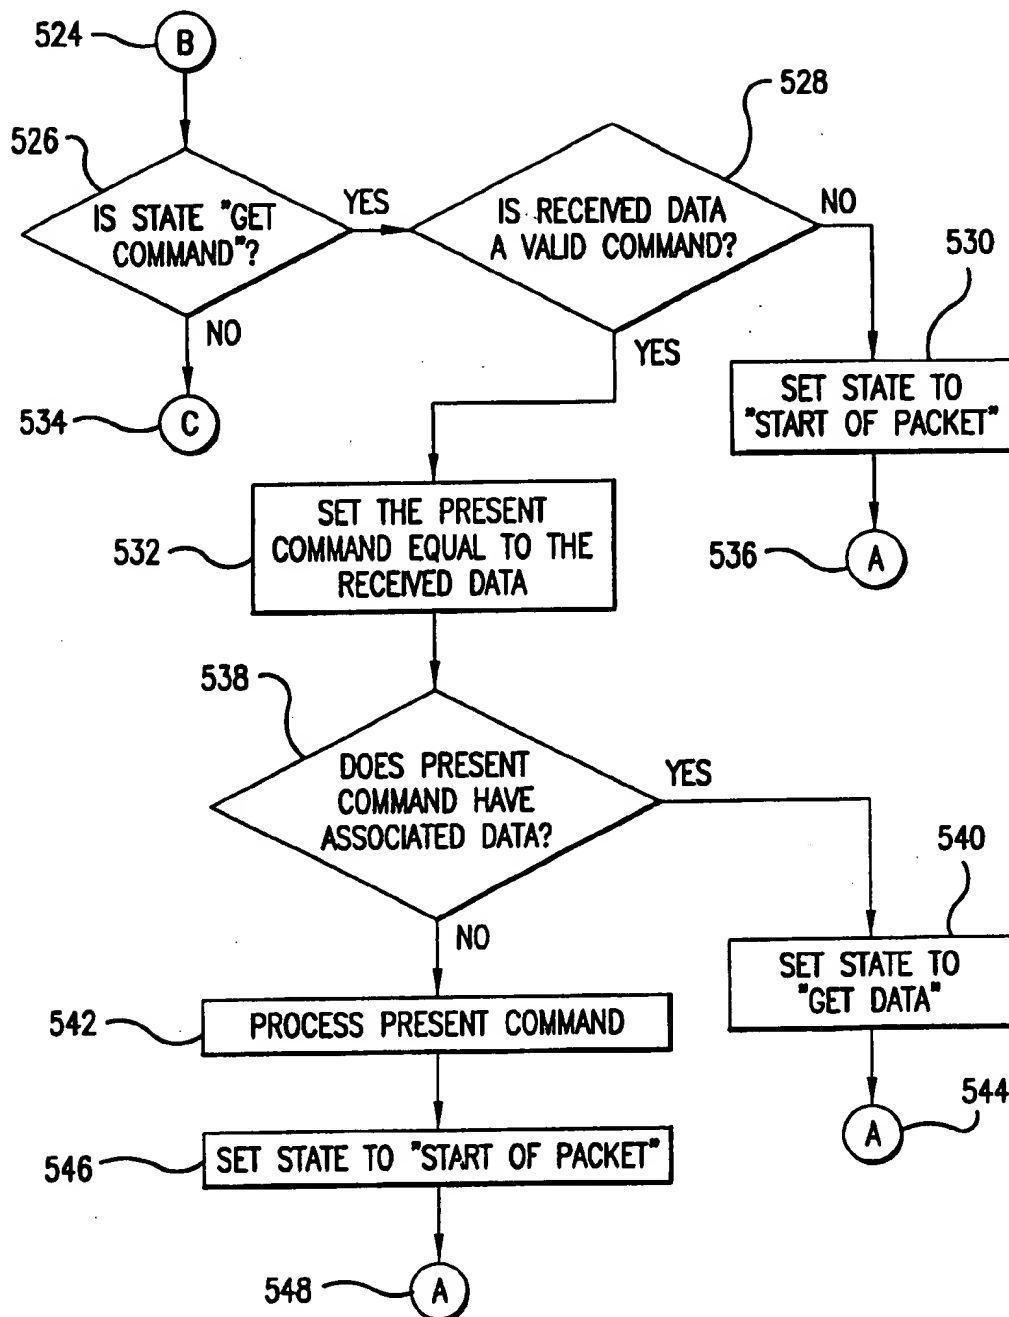 524
B
528
526
IS STATE "GET
COMMAND"?
YES
IS RECEIVED DATA
A VALID COMMAND?
NO
530
NO
YES
SET STATE TO
"START OF PACKET"
534
C
SET THE PRESENT
COMMAND EQUAL TO THE
RECEIVED DATA
532
536
A
538
DOES PRESENT
COMMAND HAVE
ASSOCIATED DATA?
YES
540
NO
SET STATE TO
"GET DATA"
542
PROCESS PRESENT COMMAND
544
A
546
SET STATE TO "START OF PACKET"
548
A